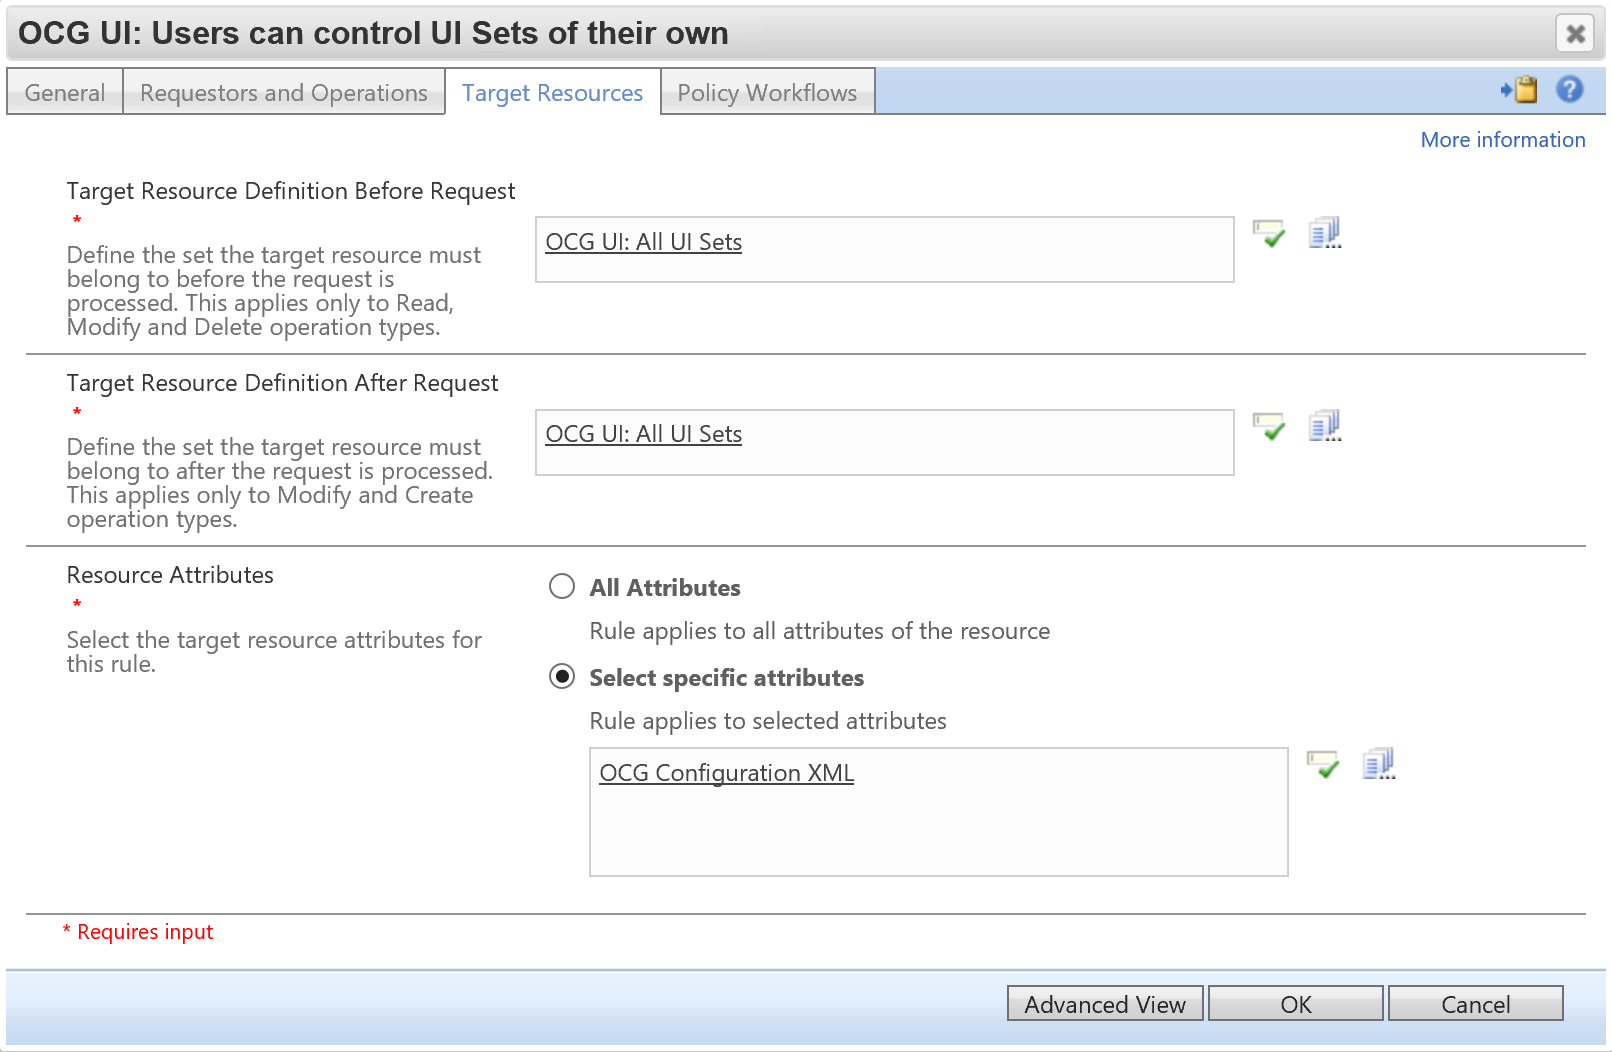 OCG UI: Users can control UI Sets of their own
General
Requestors and Operations
Target Resources
Policy Workflows
More information
Target Resource Definition Before Request
*
Define the set the target resource must
belong to before the request is
processed. This applies only to Read,
Modify and Delete operation types.
OCG UI: All UI Sets
Target Resource Definition After Request
*
Define the set the target resource must
belong to after the request is processed.
This applies only to Modify and Create
operation types.
OCG UI: All UI Sets
Resource Attributes
*
Select the target resource attributes for
this rule.
All Attributes
Rule applies to all attributes of the resource
Select specific attributes
Rule applies to selected attributes
OCG Configuration XML
* Requires input
Advanced View
OK
Cancel